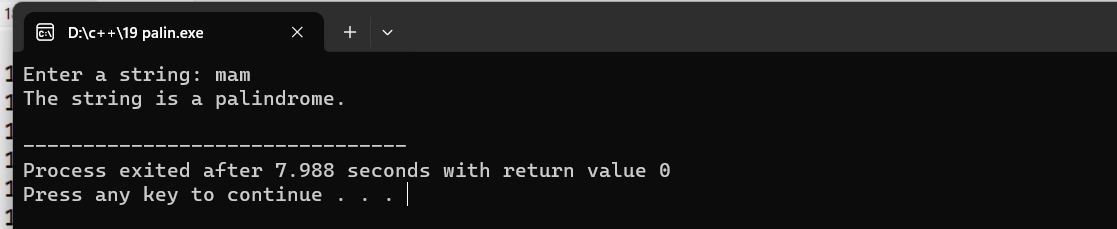 D:\c++\19 palin.exe
Enter a string: mam
The string is a palindrome.
--------------------------------
Process exited after 7.988 seconds with return value 0
Press any key to continue . . .